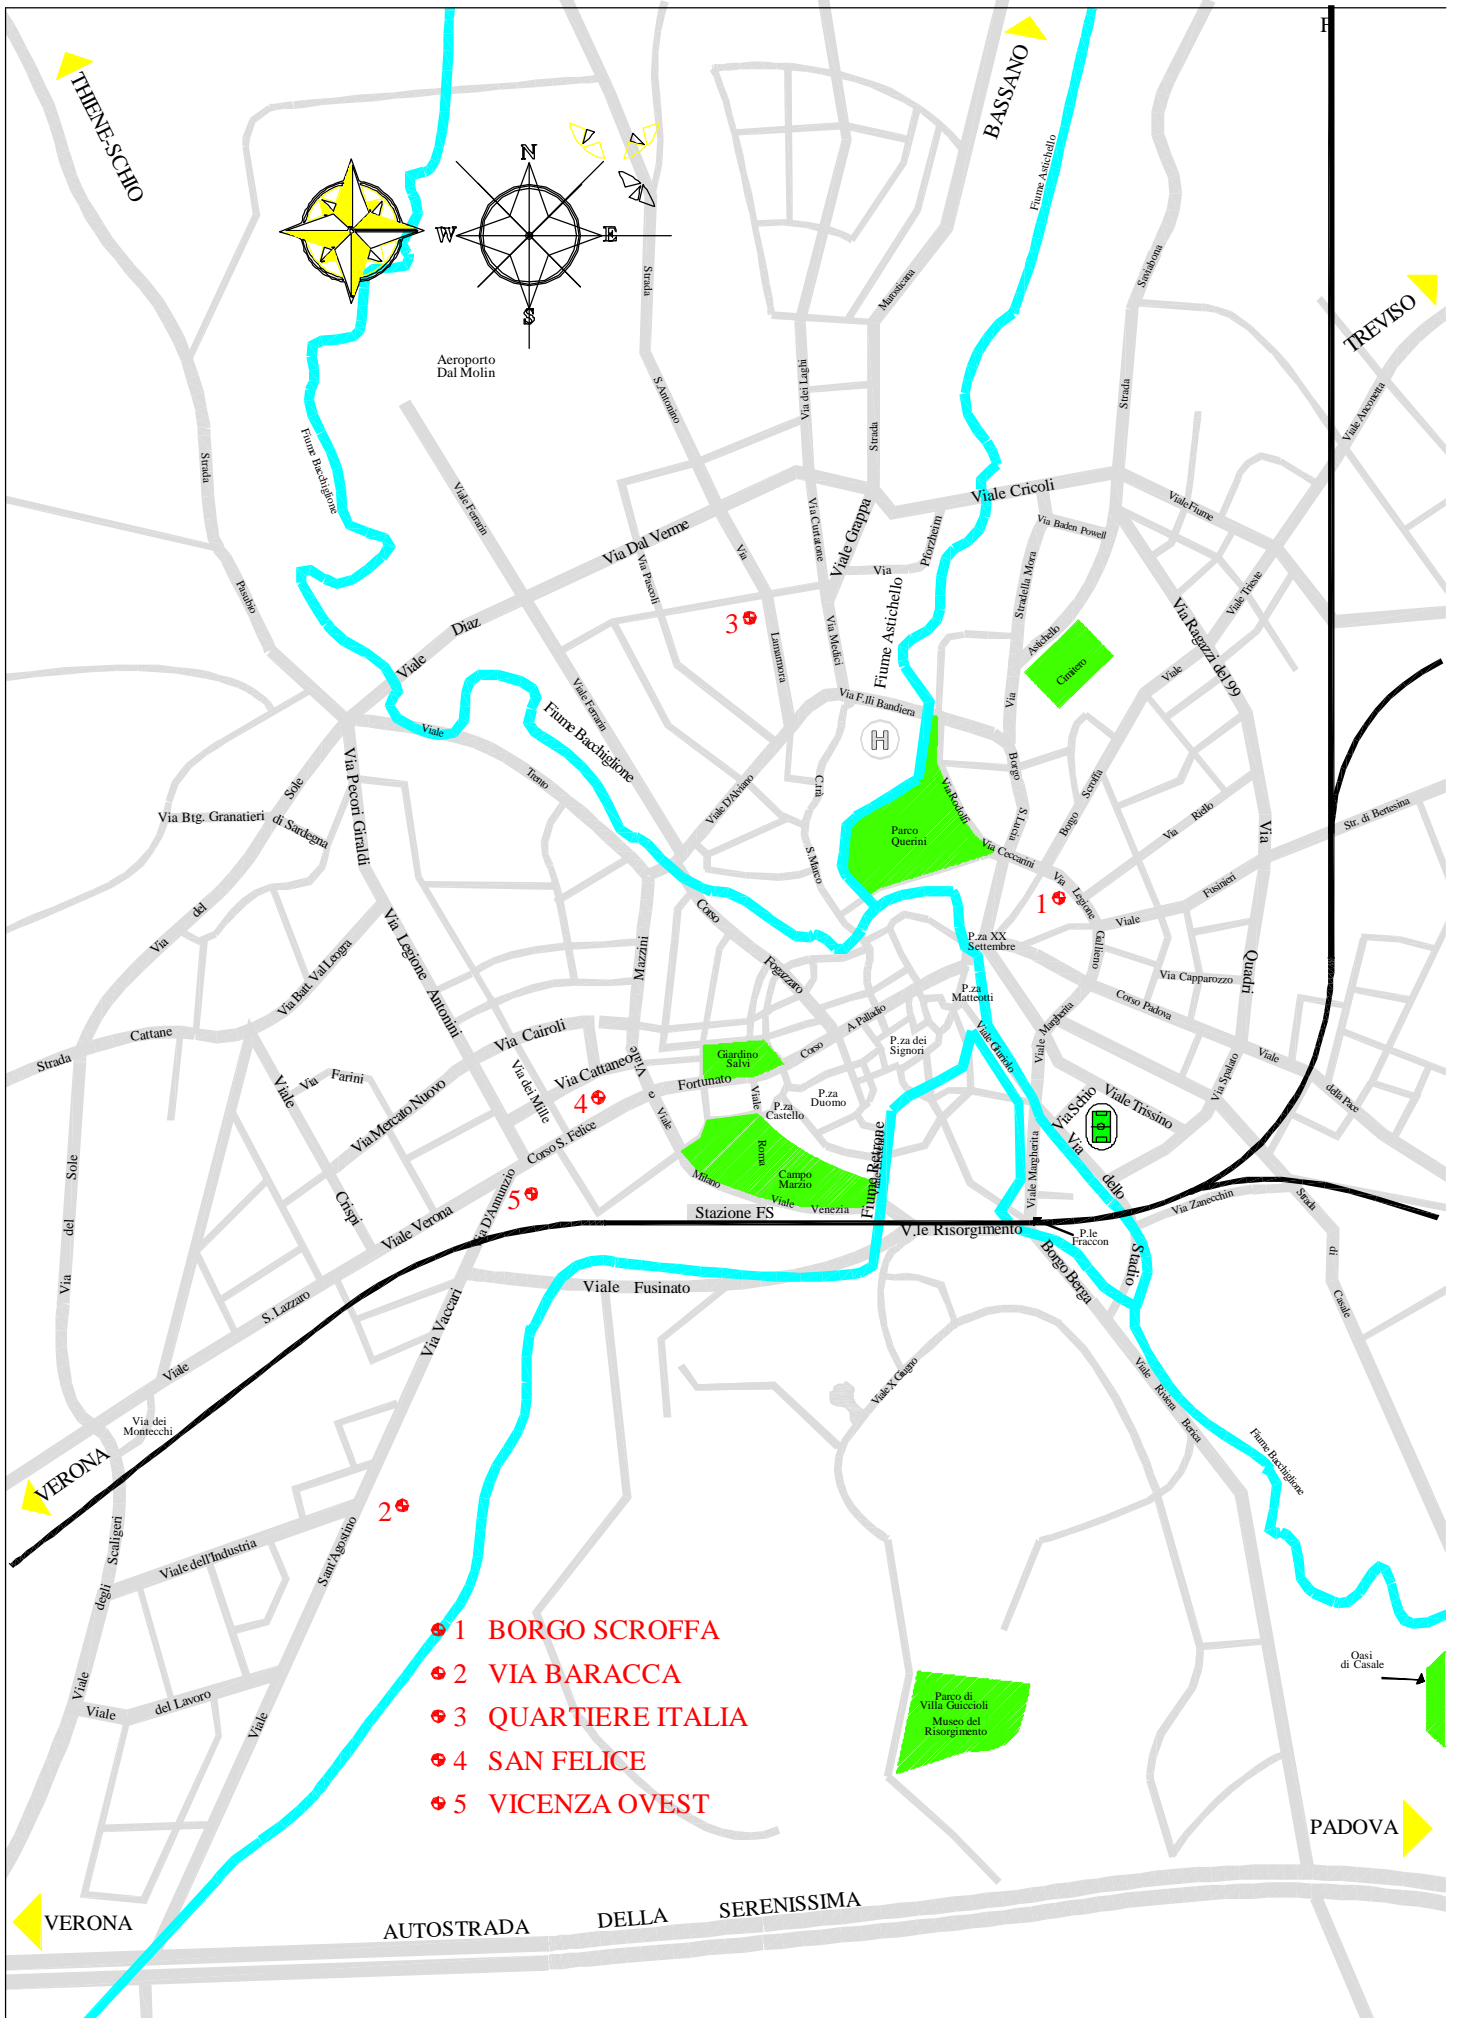 F
THIENE-SCHIO
BASSANO
Fiume Astichello
N
W
E
S
Strada
Marosticana
Saviabona
TREVISO
Aeroporto
Dal Molin
S.Antonino
Via dei Laghi
Strada
Strada
Viale Anconetta
Strada
Fiume Bacchiglione
Viale Ferrarin
Viale Cricoli
Viale Fiume
Via Dal Verme
Via
Via Curtatone
Viale Grappa
Pforzheim
Via Baden Powell
Pasubio
Via Pascoli
Via
Stradella Mora
Viale Trieste
Diaz
Viale
3
Lamarmora
Via Medici
Fiume Astichello
Astichello
Cimitero
Via Ragazzi del 99
Viale
Viale Ferrarin
Via F.lli Bandiera
Via
Viale
Fiume Bacchiglione
H
Via Pecori Giraldi
Trento
Viale D'Alviano
C.trà
Borgo
Scroffa
Sole
Via Btg. Granatieri
di Sardegna
Via Rodolfi
S. Lucia
Borgo
Via Riello
Via
Str. di Bertesina
Parco
Querini
S.Marco
Via Ceccarini
Via Legione
Gallieno
1
Fusinieri
Viale
del
Via
Via Legione Antonini
Corso
Via Batt. Val Leogra
Mazzini
Fogazzaro
P.za XX
Settembre
Quadri
Via Capparozzo
P.za
Matteotti
Corso Padova
Strada
Cattane
Via Cairoli
A. Palladio
Corso
Viale Giuriolo
Viale Margherita
P.za dei
Signori
Giardino
Salvi
Viale
della Pace
Via Farini
Viale
Via dei Mille
Via Cattaneo
Viale
e
Viale
Fortunato
Viale
Via Spalato
Via Mercato Nuovo
4
P.za
Castello
P.za
Duomo
Via Schio
Viale Trissino
Corso S. Felice
Roma
Fiume Retrone
Viale Margherita
Via dello Stadio
Sole
del
Via
Crispi
5
Via D'Annunzio
Milano
Campo
Marzio
Viale Venezia
Viale Verona
Stazione FS
V.le Risorgimento
P.le
Fraccon
Via Zanecchin
Strada
di
Casale
Borgo Berga
S. Lazzaro
Viale
Via Vaccari
Viale Fusinato
Viale X Giugno
Viale Riviera Berica
Via dei
Montecchi
VERONA
Fiume Bacchiglione
2
Viale dell'Industria
Sant'Agostino
Scaligeri
degli
Viale
1 BORGO SCROFFA
2 VIA BARACCA
3 QUARTIERE ITALIA
4 SAN FELICE
5 VICENZA OVEST
Viale
del Lavoro
Viale
Oasi
di Casale
Parco di
Villa Guiccioli
Museo del
Risorgimento
PADOVA
VERONA
AUTOSTRADA DELLA SERENISSIMA